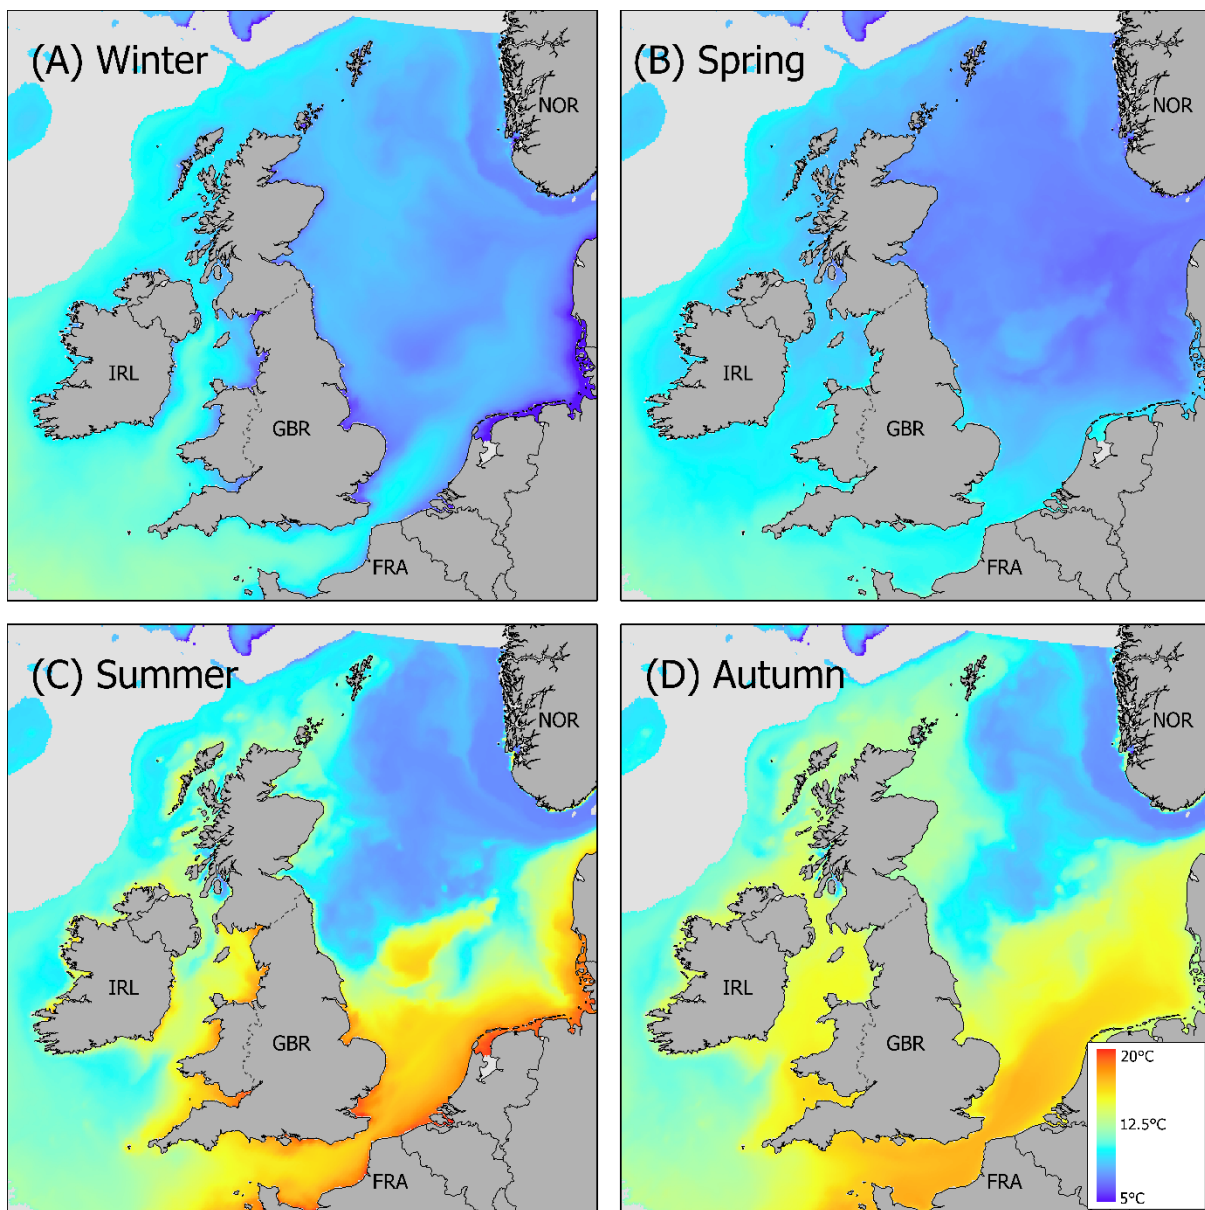 (A) Winter
NOR
IRL
GBR
FRA
(B) Spring
NOR
IRL
GBR
FRA
(C) Summer
NOR
IRL
GBR
FRA
(D) Autumn
NOR
IRL
GBR
FRA
20°C
12.5°C
5°C